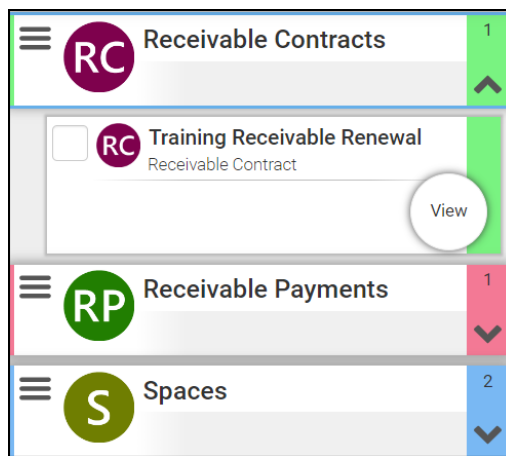 RC Receivable Contracts 1
RC Training Receivable Renewal
Receivable Contract
View
RP Receivable Payments 1
S Spaces 2